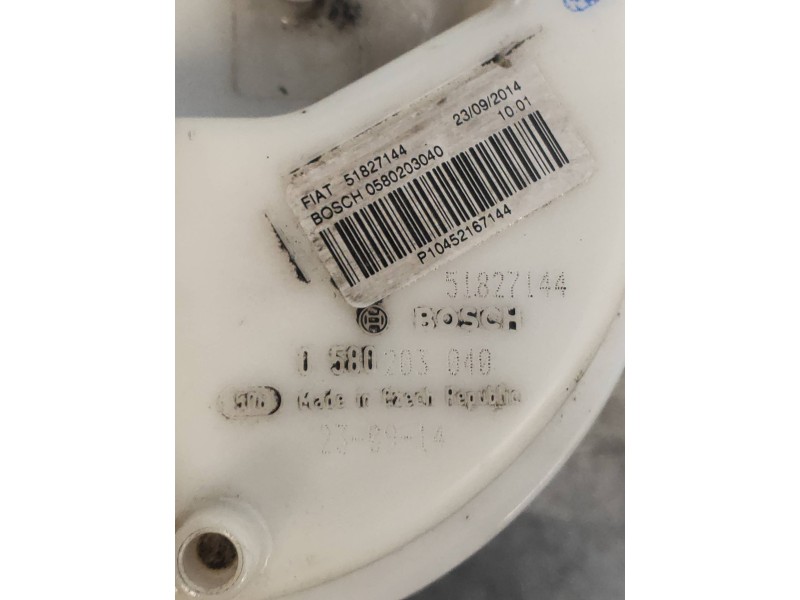 FIAT 51827144 23/09/2014
BOSCH 0580203040 10 01
P10452167144
51827144
BOSCH
0 580 203 040
Made in Czech Republic
23-09-14